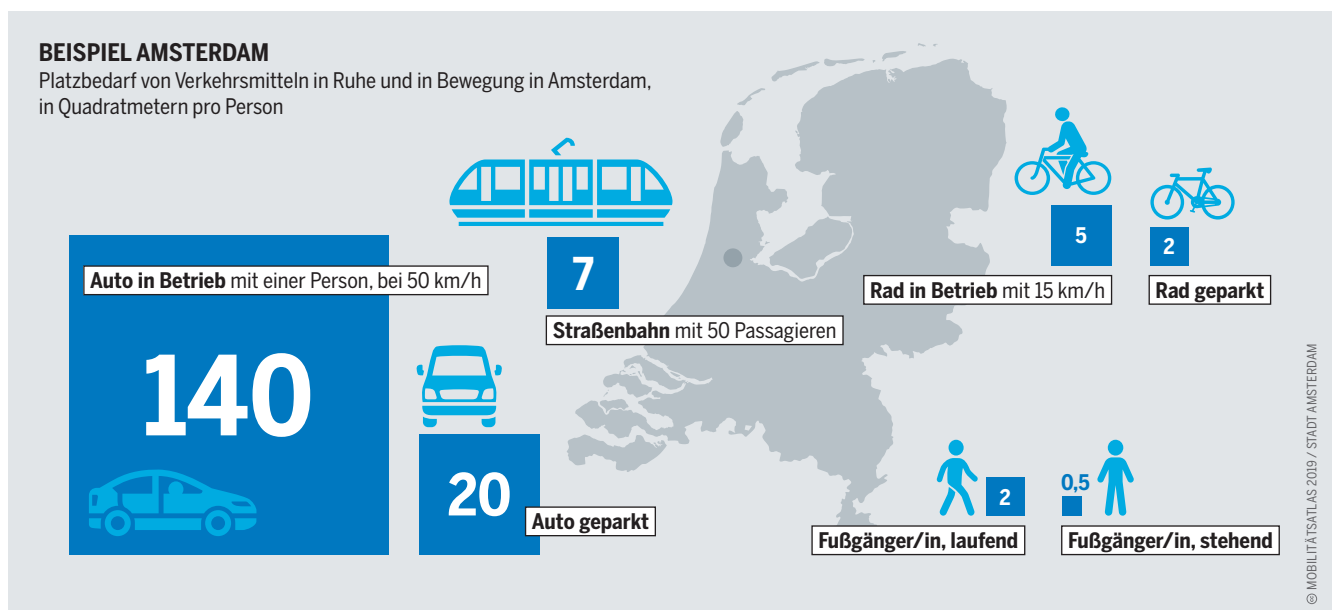 BEISPIEL AMSTERDAM
Platzbedarf von Verkehrsmitteln in Ruhe und in Bewegung in Amsterdam,
in Quadratmetern pro Person
Auto in Betrieb mit einer Person, bei 50 km/h
140
20
Auto geparkt
7
Straßenbahn mit 50 Passagieren
5
Rad in Betrieb mit 15 km/h
2
Rad geparkt
2
Fußgänger/in, laufend
0,5
Fußgänger/in, stehend
MOBILITÄTSATLAS 2019 / STADT AMSTERDAM